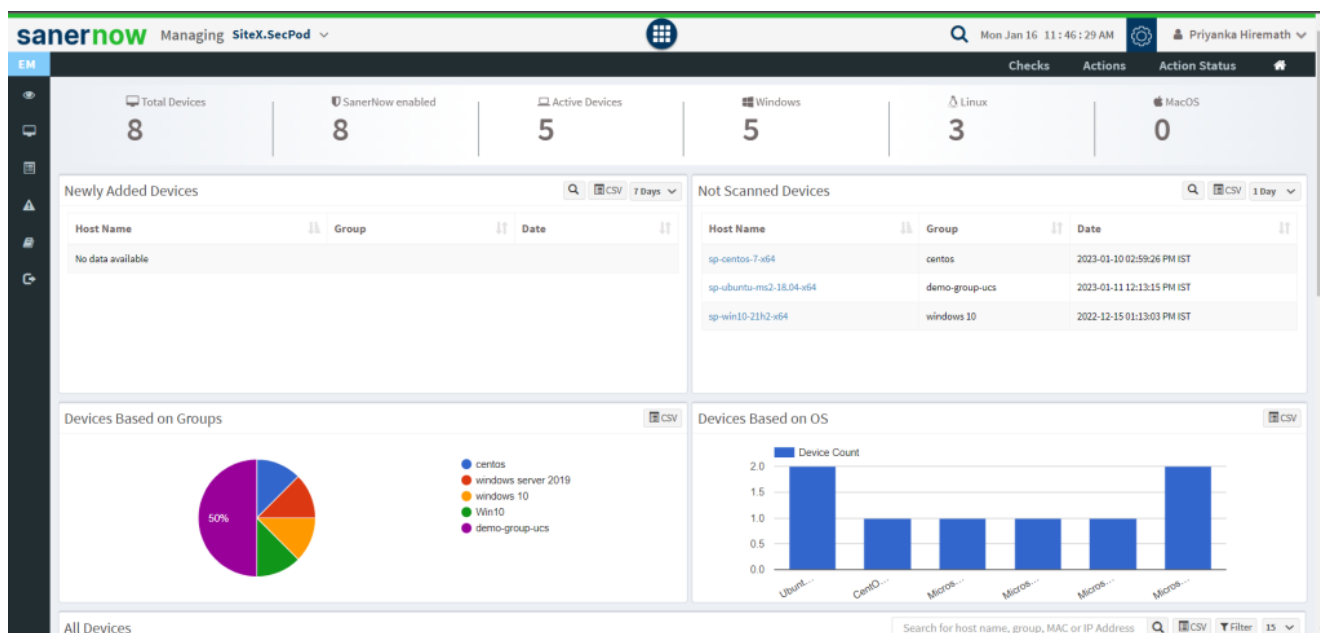 sanernow Managing SiteX.SecPod Mon Jan 16 11:46:29 AM Priyanka Hiremath
EM Checks Actions Action Status
Total Devices SanerNow enabled Active Devices Windows Linux MacOS
8 8 5 5 3 0
Newly Added Devices CSV 7 Days
Host Name Group Date
No data available
Not Scanned Devices CSV 1 Day
Host Name Group Date
sp-centos-7-x64 centos 2023-01-10 02:59:26 PM IST
sp-ubuntu-ms2-18.04-x64 demo-group-ucs 2023-01-11 12:13:15 PM IST
sp-win10-21h2-x64 windows 10 2022-12-15 01:13:03 PM IST
Devices Based on Groups CSV
50%
centos
windows server 2019
windows 10
Win10
demo-group-ucs
Devices Based on OS CSV
Device Count
2.0
1.5
1.0
0.5
0.0
Ubunt... CentO... Micros... Micros... Micros... Micros...
All Devices Search for host name, group, MAC or IP Address CSV Filter 15